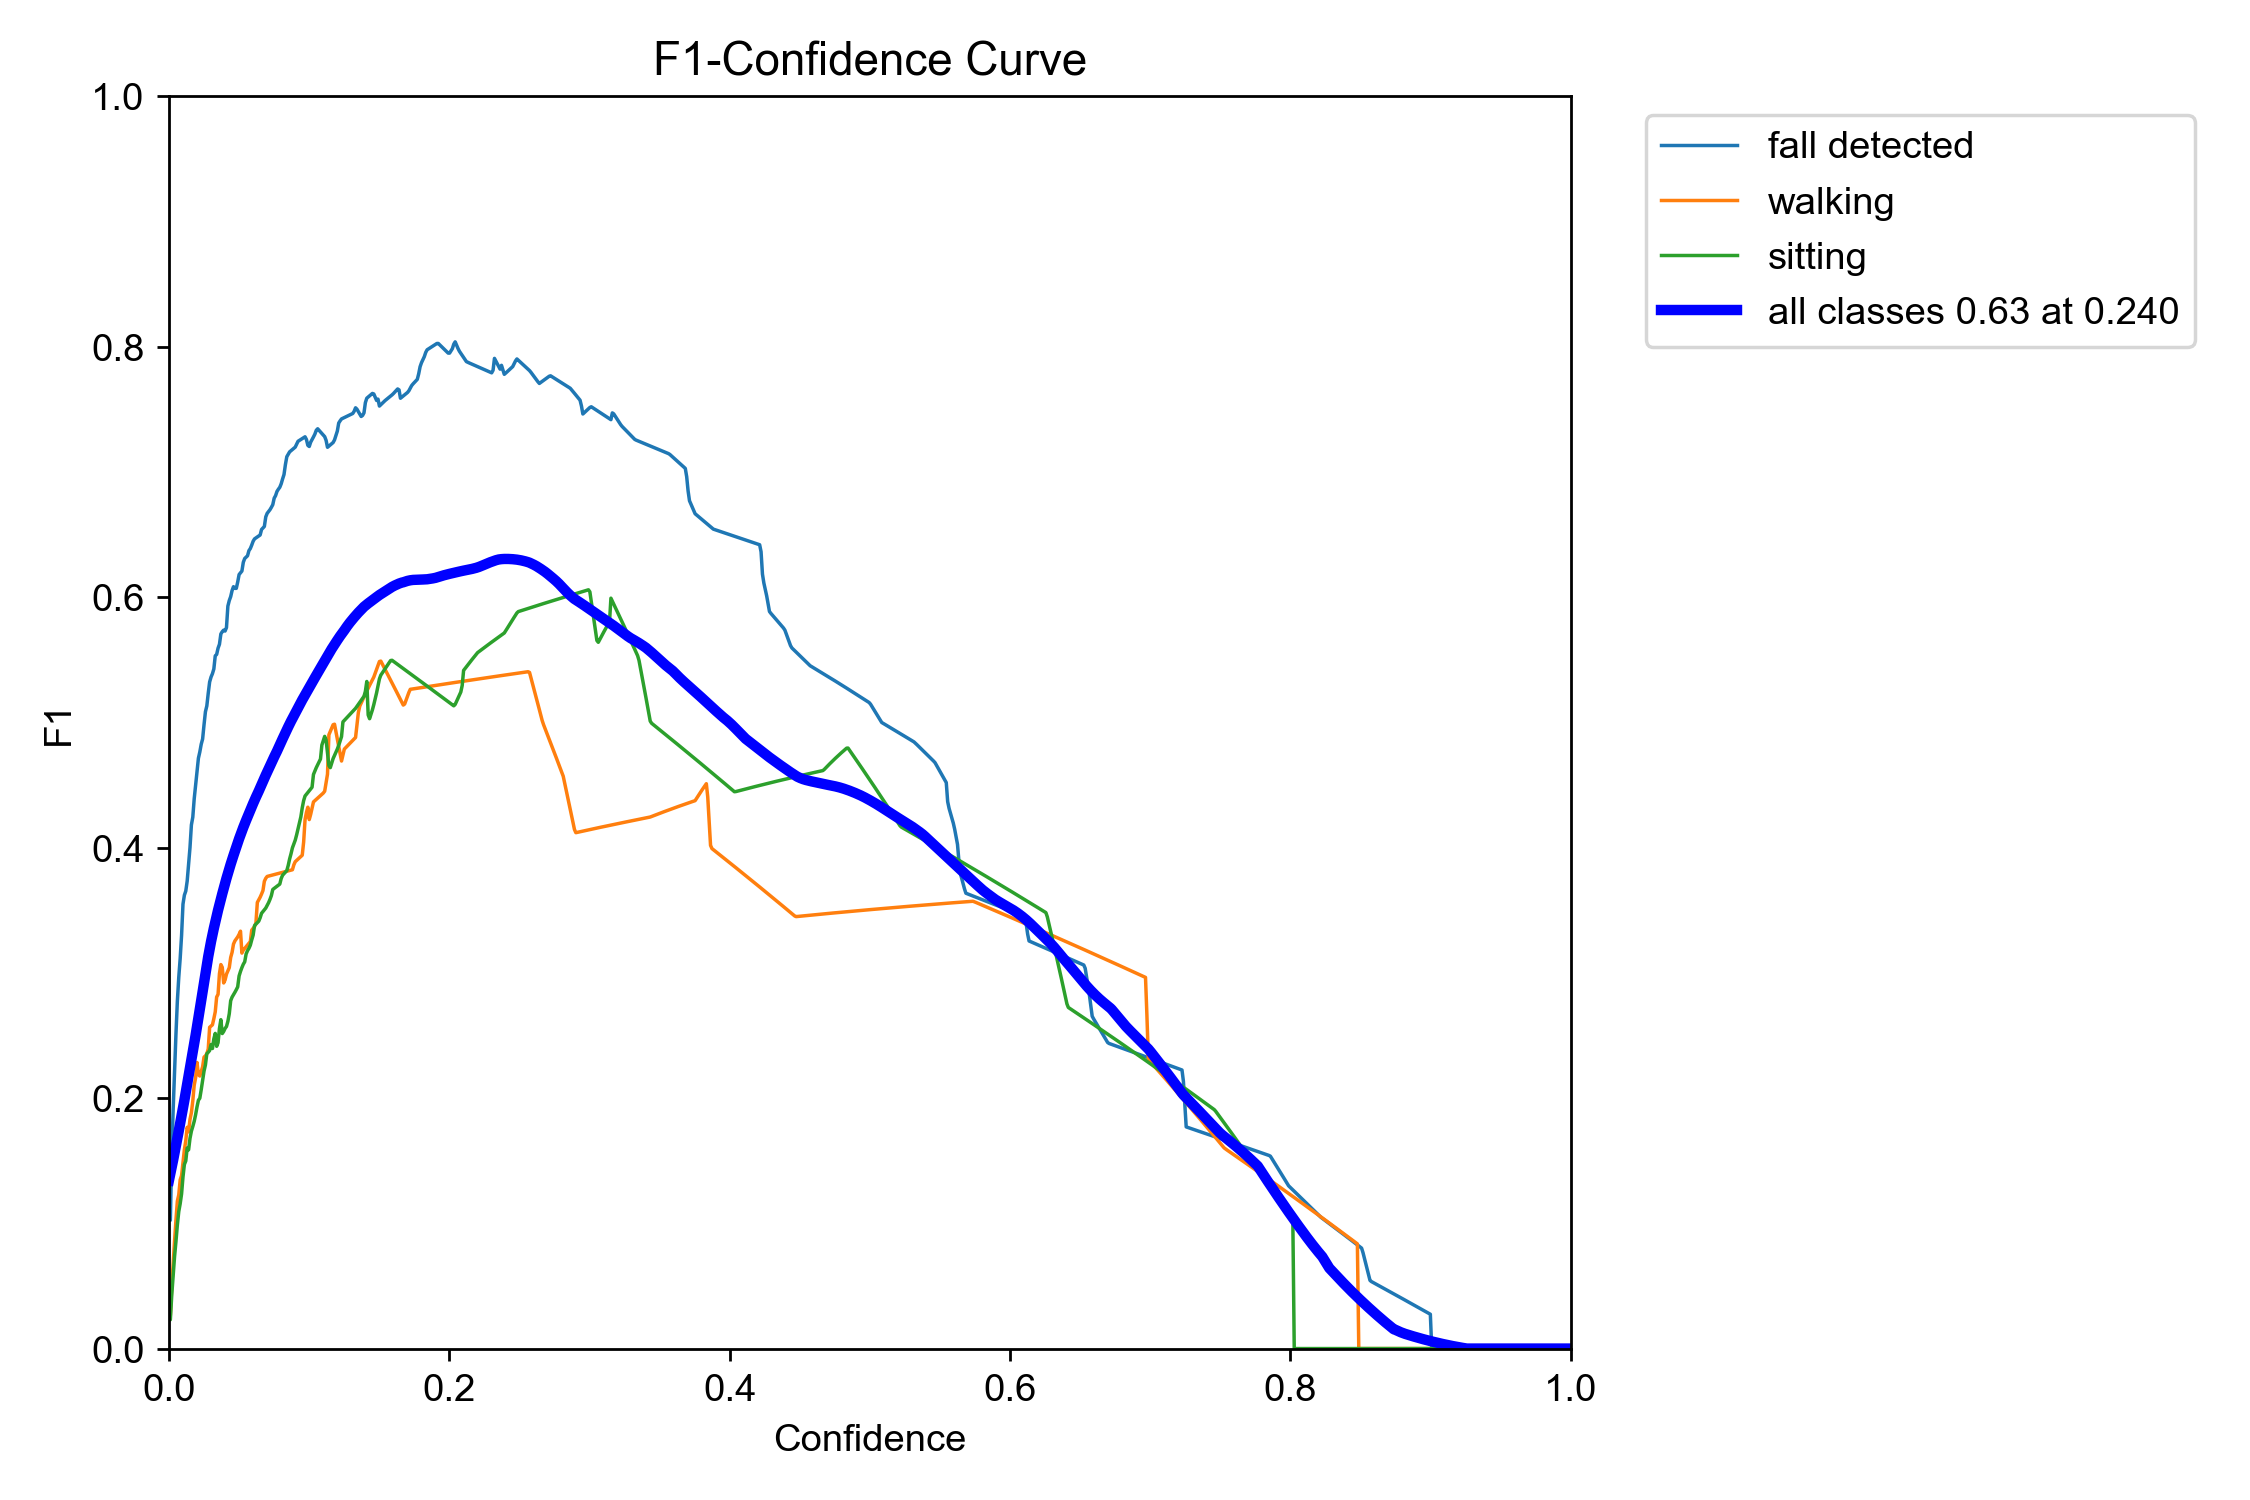 F1-Confidence Curve
1.0
0.8
0.6
0.4
0.2
0.0
F1
0.0 0.2 0.4 0.6 0.8 1.0
Confidence
fall detected
walking
sitting
all classes 0.63 at 0.240